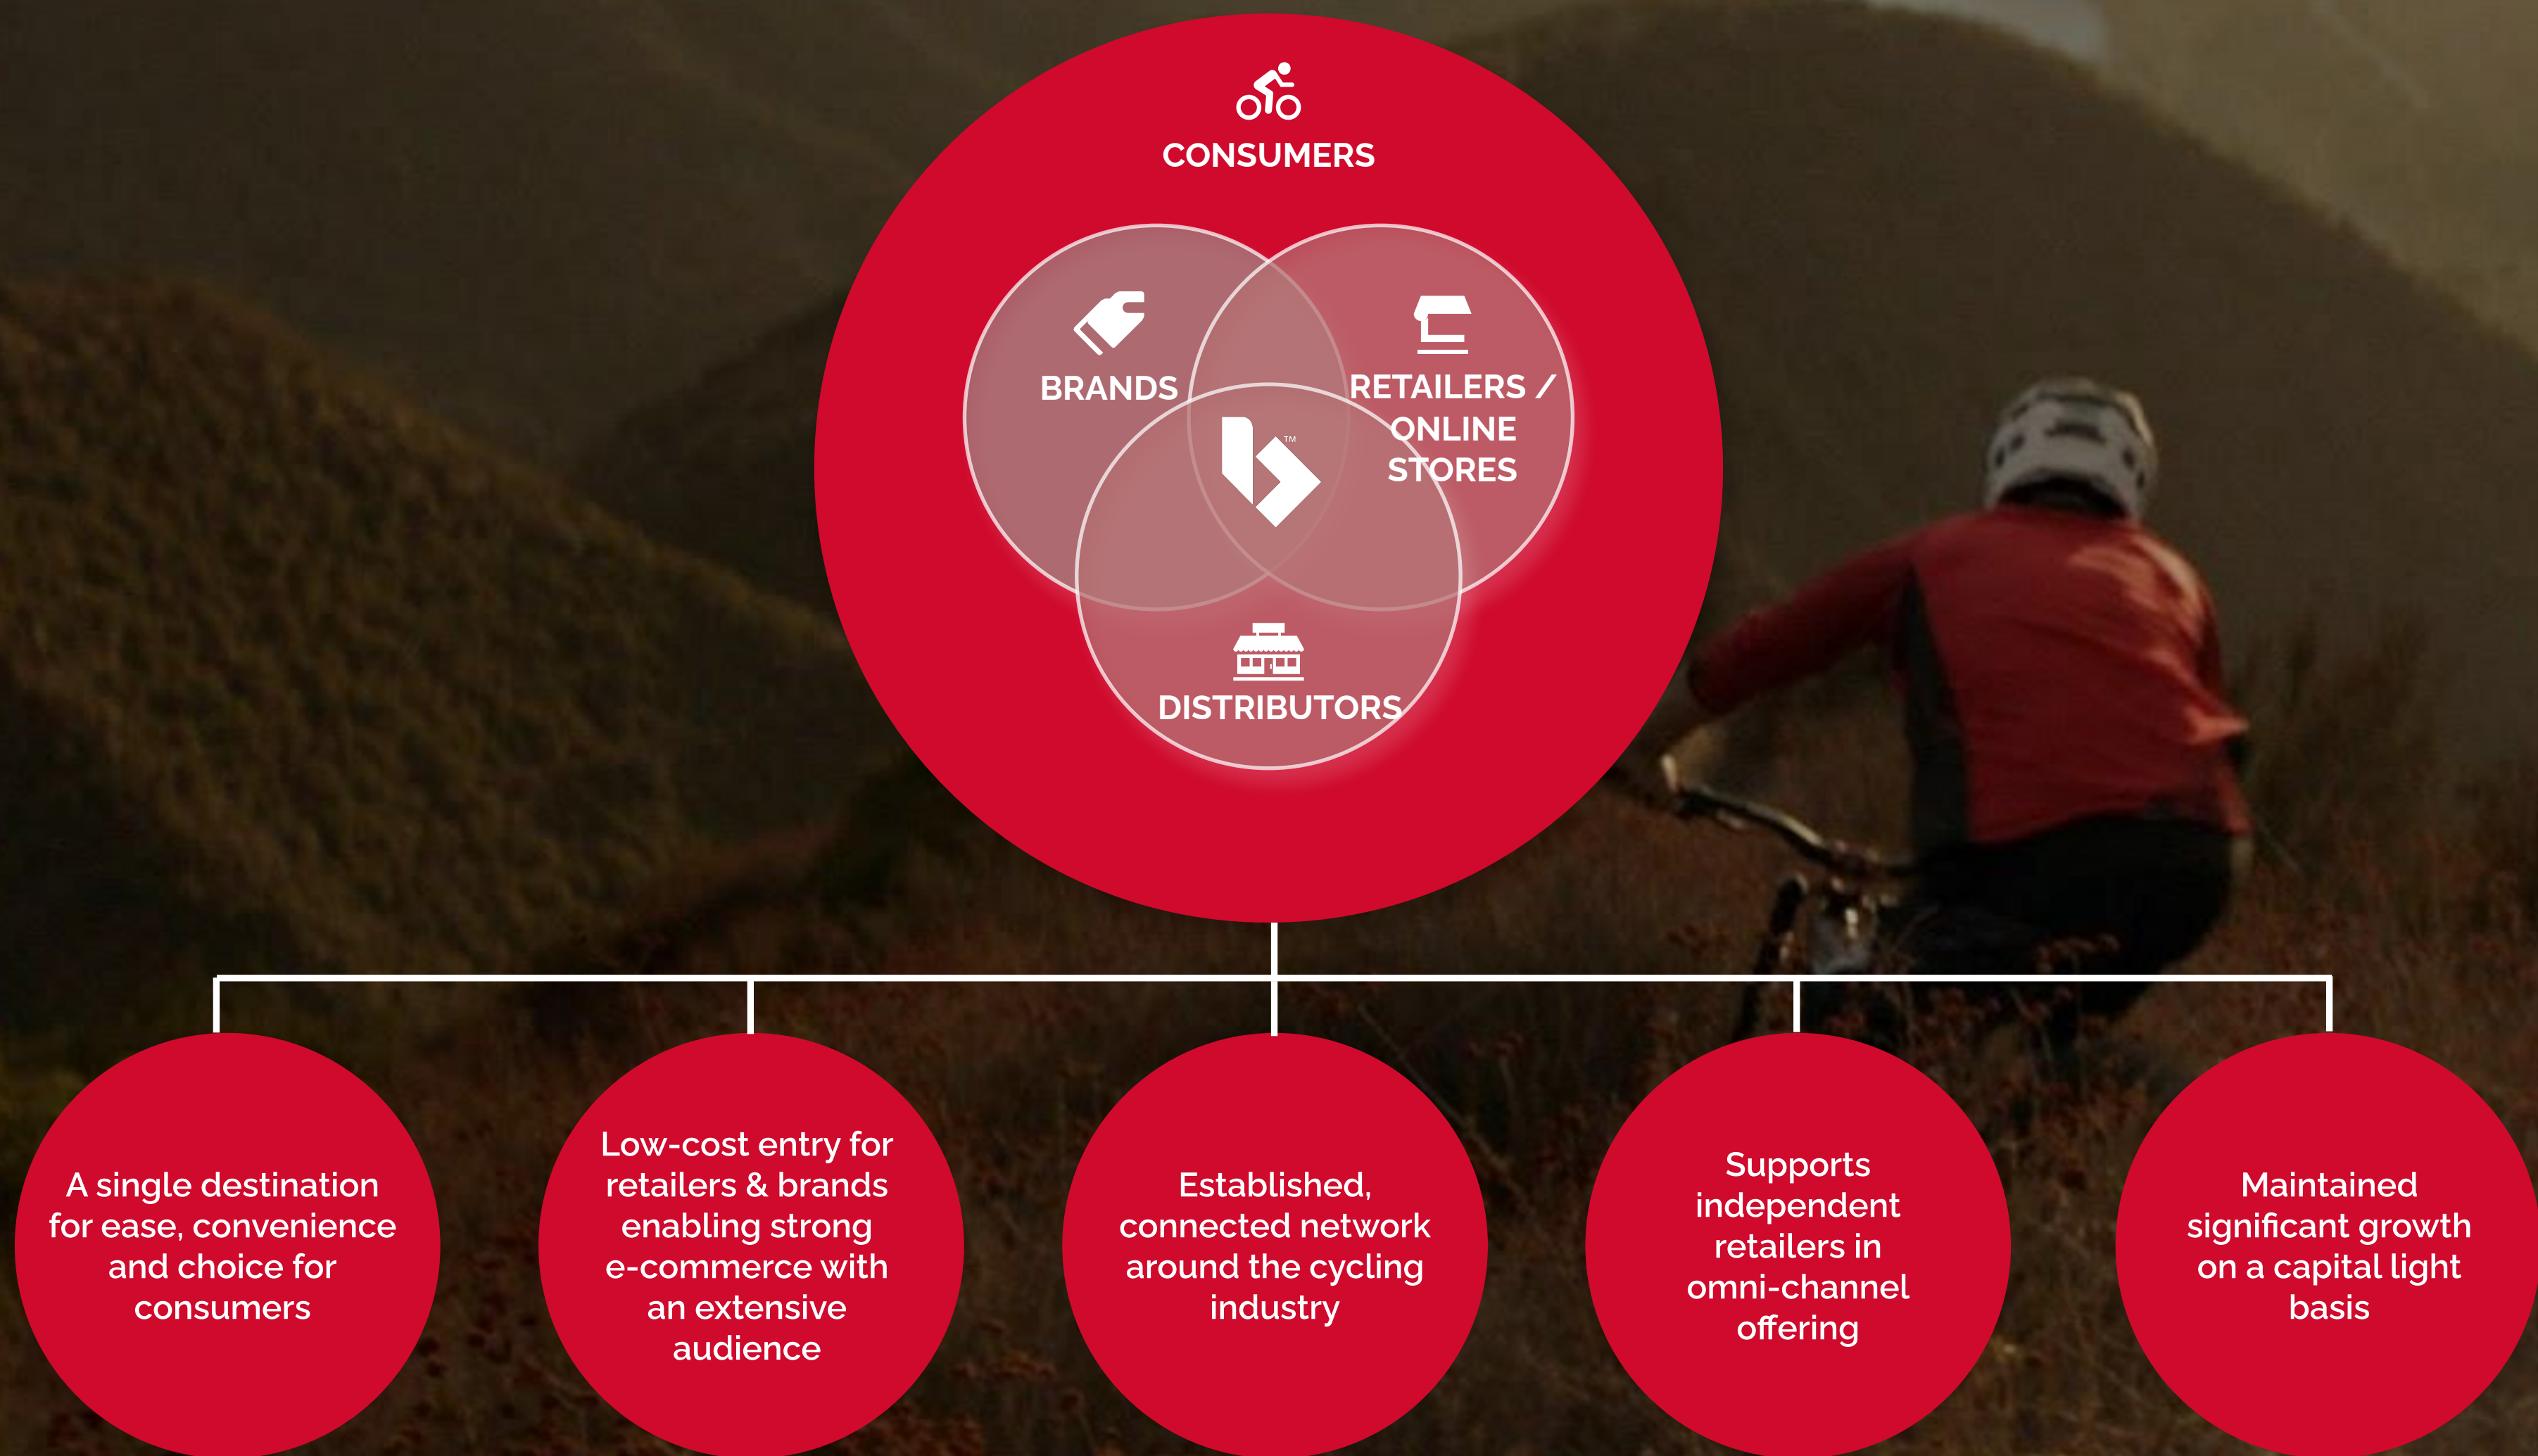 CONSUMERS
BRANDS
RETAILERS /
ONLINE
STORES
TM
DISTRIBUTORS
A single destination
for ease, convenience
and choice for
consumers
Low-cost entry for
retailers & brands
enabling strong
e-commerce with
an extensive
audience
Established,
connected network
around the cycling
industry
Supports
independent
retailers in
omni-channel
offering
Maintained
significant growth
on a capital light
basis